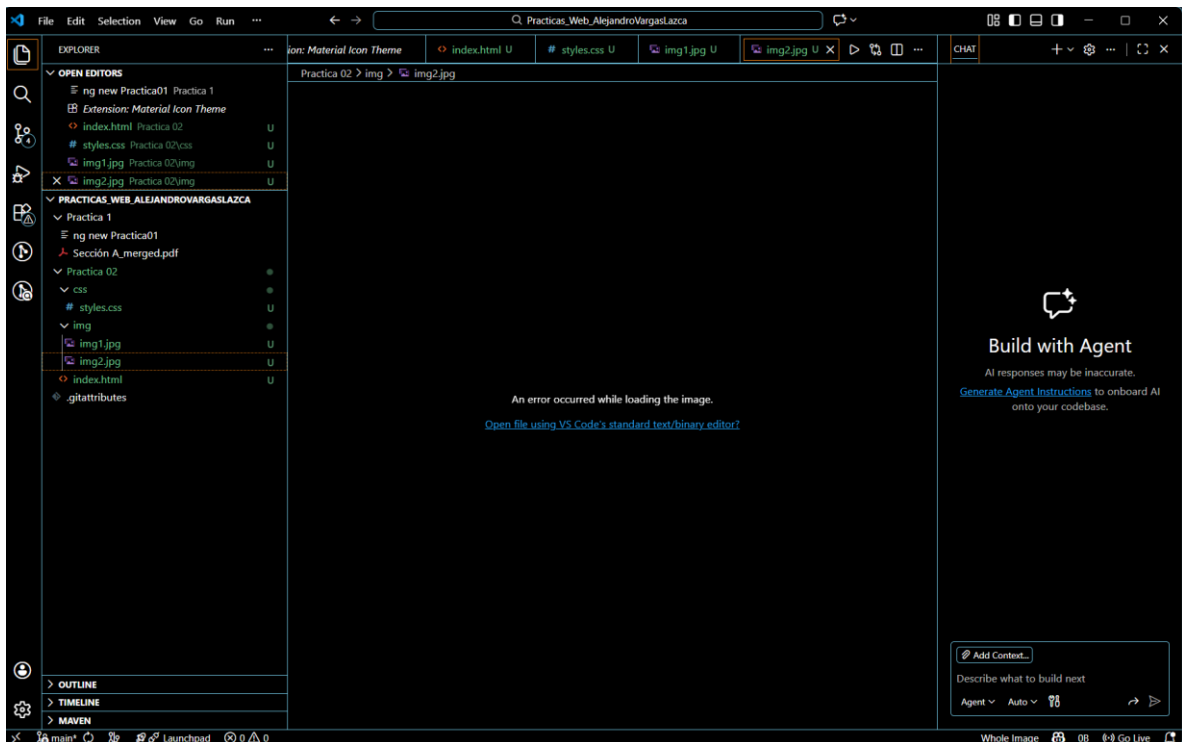 File Edit Selection View Go Run ···
Practicas_Web_AlejandroVargasLazca
EXPLORER ···
OPEN EDITORS
ng new Practica01 Practica 1
Extension: Material Icon Theme
index.html Practica 02 U
styles.css Practica 02\css U
img1.jpg Practica 02\img U
img2.jpg Practica 02\img U
PRACTICAS_WEB_ALEJANDROVARGASLAZCA
Practica 1
ng new Practica01
Sección A_merged.pdf
Practica 02
css
# styles.css U
img
img1.jpg U
img2.jpg U
index.html U
.gitattributes
OUTLINE
TIMELINE
MAVEN
ion: Material Icon Theme
index.html U
# styles.css U
img1.jpg U
img2.jpg U
Practica 02 > img > img2.jpg
An error occurred while loading the image.
Open file using VS Code's standard text/binary editor?
CHAT
Build with Agent
AI responses may be inaccurate.
Generate Agent Instructions to onboard AI
onto your codebase.
Add Context...
Describe what to build next
Agent Auto
4
main* Launchpad 0 0
Whole Image 0B Go Live